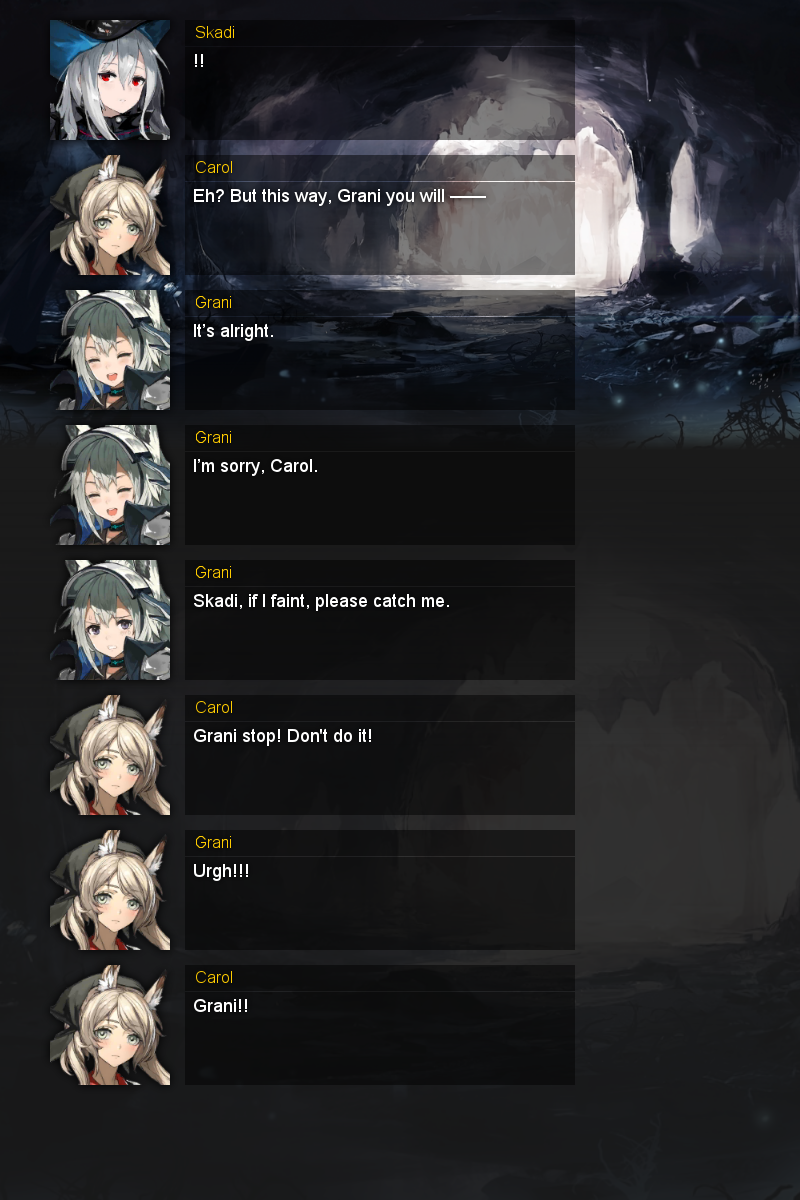 Skadi
!!
Carol
Eh? But this way, Grani you will ——
Grani
It's alright.
Grani
I'm sorry, Carol.
Grani
Skadi, if I faint, please catch me.
Carol
Grani stop! Don't do it!
Grani
Urgh!!!
Carol
Grani!!